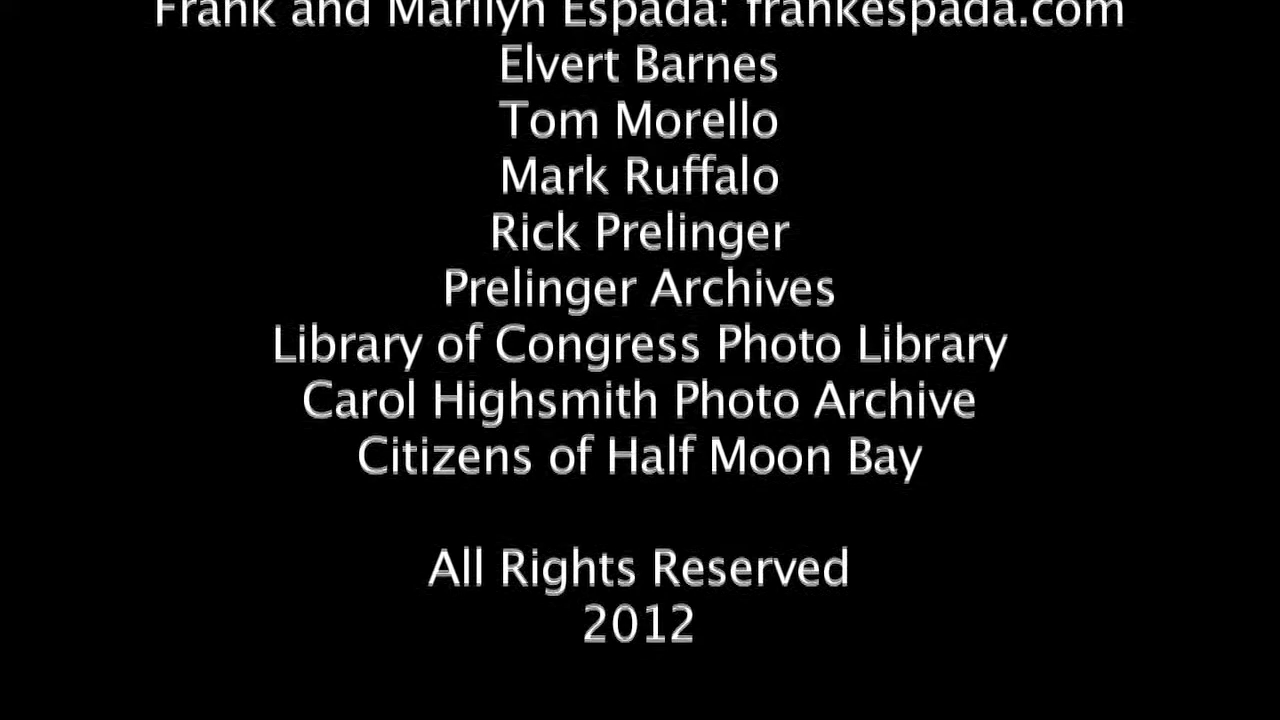 Frank and Marilyn Espada: frankespada.com
Elvert Barnes
Tom Morello
Mark Ruffalo
Rick Prelinger
Prelinger Archives
Library of Congress Photo Library
Carol Highsmith Photo Archive
Citizens of Half Moon Bay
All Rights Reserved
2012